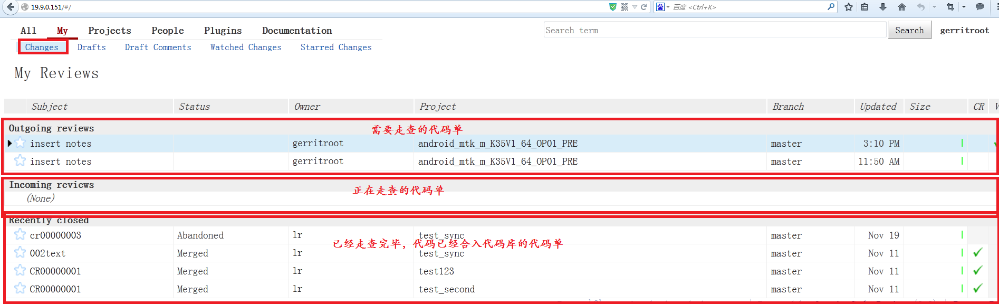 19.9.0.151/#/
百度 <Ctrl+K>
All My Projects People Plugins Documentation
Search term
Search
gerritroot
Changes Drafts Draft Comments Watched Changes Starred Changes
My Reviews
Subject Status Owner Project Branch Updated Size CR V
Outgoing reviews
需要走查的代码单
insert notes gerritroot android_mtk_m_K35V1_64_OP01_PRE master 3:10 PM
insert notes gerritroot android_mtk_m_K35V1_64_OP01_PRE master 11:50 AM
Incoming reviews
正在走查的代码单
(None)
Recently closed
cr00000003 Abandoned lr test_sync master Nov 19
已经走查完毕，代码已经合入代码库的代码单
002text Merged lr test_sync master Nov 11
CR00000001 Merged lr test123 master Nov 11
CR00000001 Merged lr test_second master Nov 11